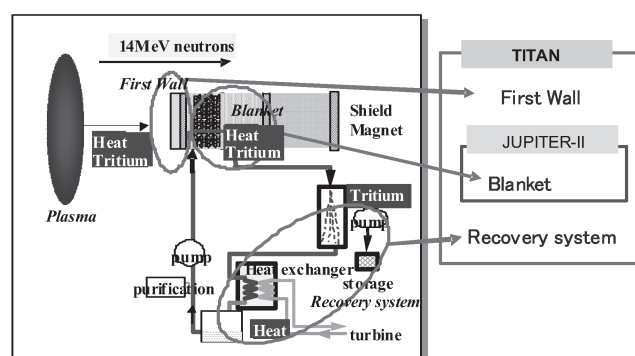 14MeV neutrons
First Wall
Blanket
Heat
Tritium
Heat
Tritium
Shield
Magnet
Plasma
Tritium
pump
pump
purification
Heat exchanger
storage
Recovery system
Heat
turbine
TITAN
First Wall
JUPITER-II
Blanket
Recovery system